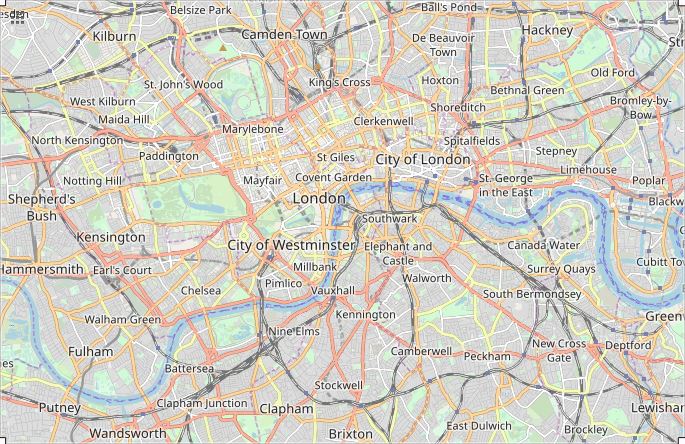 Belsize Park
Ball's Pond
Kilburn
Camden Town
De Beauvoir
Town
Hackney
St. John's Wood
King's Cross
Hoxton
Old Ford
West Kilburn
Bethnal Green
Bromley-by-
Bow
Maida Hill
Shoreditch
Marylebone
Clerkenwell
North Kensington
Spitalfields
Paddington
St Giles
City of London
Stepney
Limehouse
Notting Hill
Mayfair
Covent Garden
St. George
in the East
Poplar
Shepherd's
Bush
London
Southwark
Kensington
City of Westminster
Elephant and
Castle
Canada Water
Hammersmith
Earl's Court
Millbank
Surrey Quays
Cubitt To
Chelsea
Pimlico
Vauxhall
Walworth
South Bermondsey
Walham Green
Kennington
Green
Nine Elms
Fulham
Camberwell
Peckham
New Cross
Gate
Deptford
Battersea
Stockwell
Putney
Clapham Junction
Clapham
Lewisha
Wandsworth
Brixton
East Dulwich
Brockley